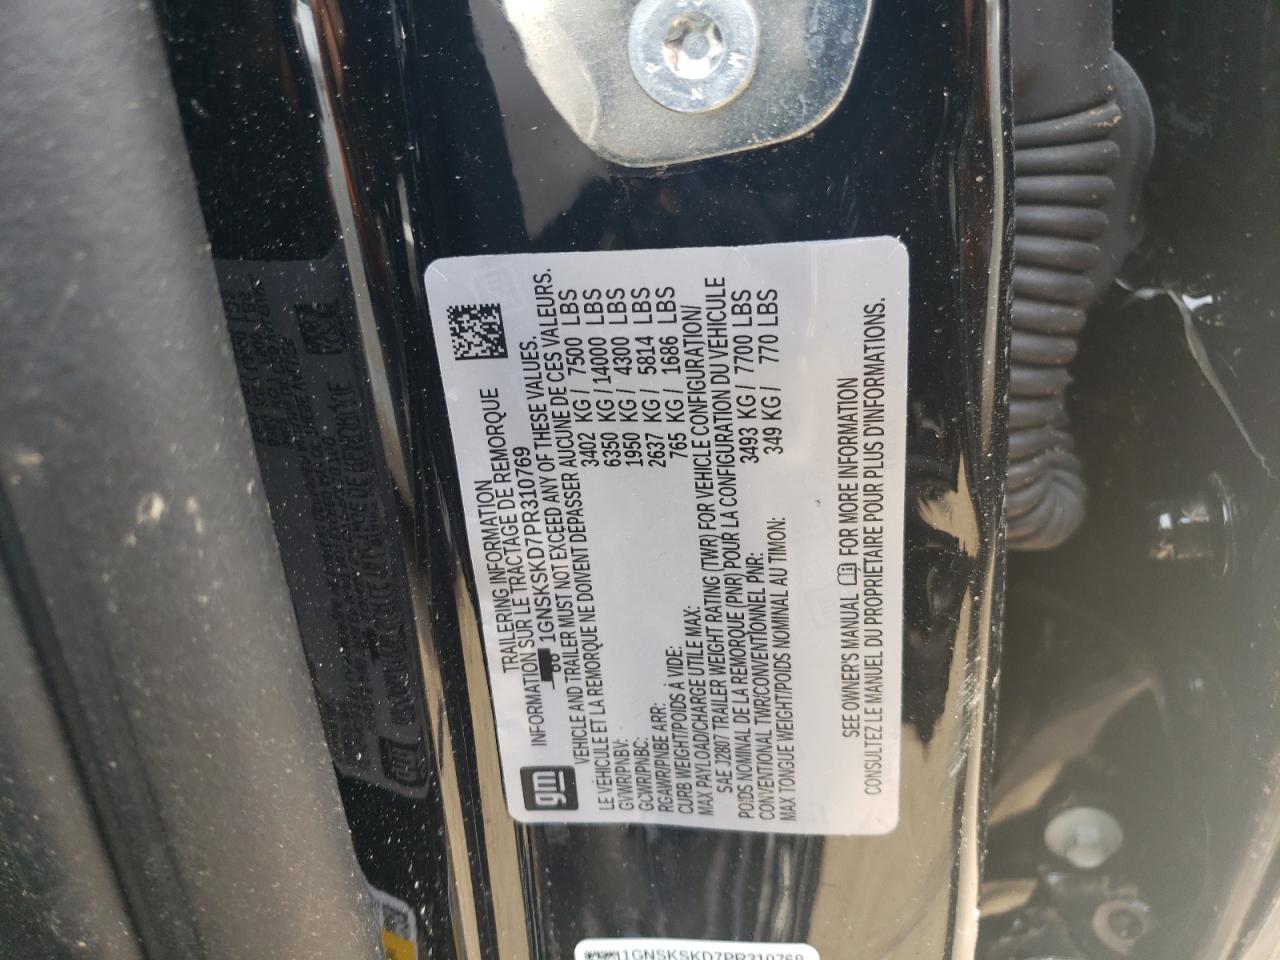 TRAILERING INFORMATION
INFORMATION SUR LE TRACTAGE DE REMORQUE
1GNSKSKD7PR310769
gm
VEHICLE AND TRAILER MUST NOT EXCEED ANY OF THESE VALUES.
LE VÉHICULE ET LA REMORQUE NE DOIVENT DÉPASSER AUCUNE DE CES VALEURS.
GVWR/PNBV: 3402 KG / 7500 LBS
GCWR/PNBC: 6350 KG / 14000 LBS
RGAWR/PNBE ARR: 1950 KG / 4300 LBS
CURB WEIGHT/POIDS À VIDE: 2637 KG / 5814 LBS
MAX PAYLOAD/CHARGE UTILE MAX: 765 KG / 1686 LBS
SAE J2807 TRAILER WEIGHT RATING (TWR) FOR VEHICLE CONFIGURATION/
POIDS NOMINAL DE LA REMORQUE (PNR) POUR LA CONFIGURATION DU VEHICULE
CONVENTIONAL TWR/CONVENTIONNEL PNR: 3493 KG / 7700 LBS
MAX TONGUE WEIGHT/POIDS NOMINAL AU TIMON: 349 KG / 770 LBS
SEE OWNER'S MANUAL FOR MORE INFORMATION
CONSULTEZ LE MANUEL DU PROPRIETAIRE POUR PLUS D'INFORMATIONS.
1GNSKSKD7PR310769